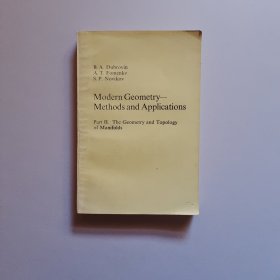 B. A. Dubrovin
A. T. Fomenko
S. P. Novikov
Modern Geometry—
Methods and Applications
Part II. The Geometry and Topology
of Manifolds